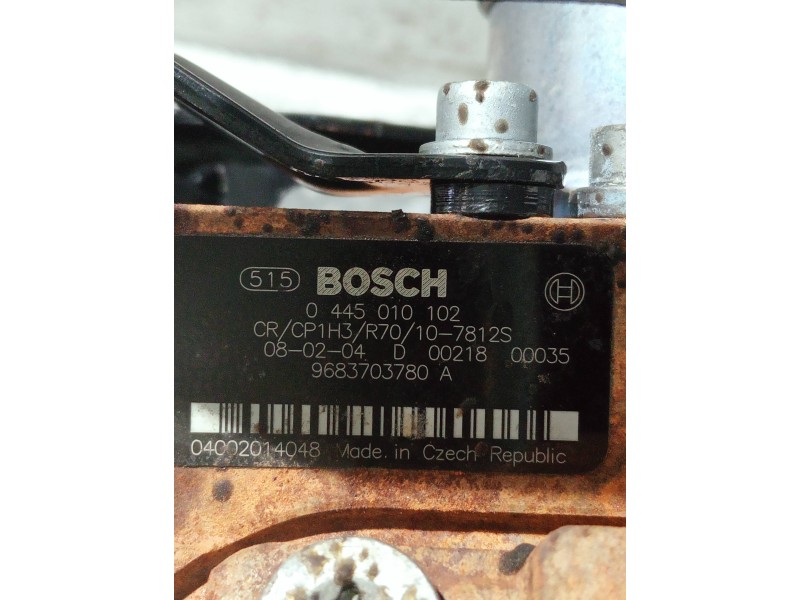 515 BOSCH
0 445 010 102
CR/CP1H3/R70/10-7812S
08-02-04 D 00218 00035
9683703780 A
04002014048 Made in Czech Republic